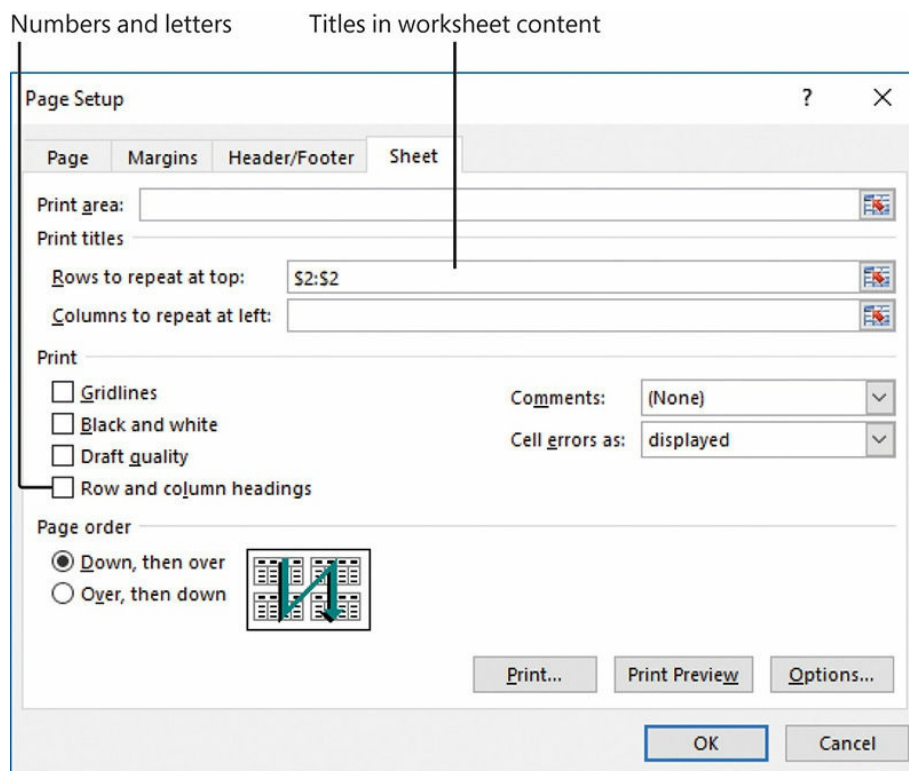 Numbers and letters Titles in worksheet content
Page Setup ?
Page Margins Header/Footer Sheet
Print area:
Print titles
Rows to repeat at top: $2:$2
Columns to repeat at left:
Print
Gridlines Comments: (None)
Black and white Cell errors as: displayed
Draft quality
Row and column headings
Page order
Down, then over
Over, then down
Print... Print Preview Options...
OK Cancel